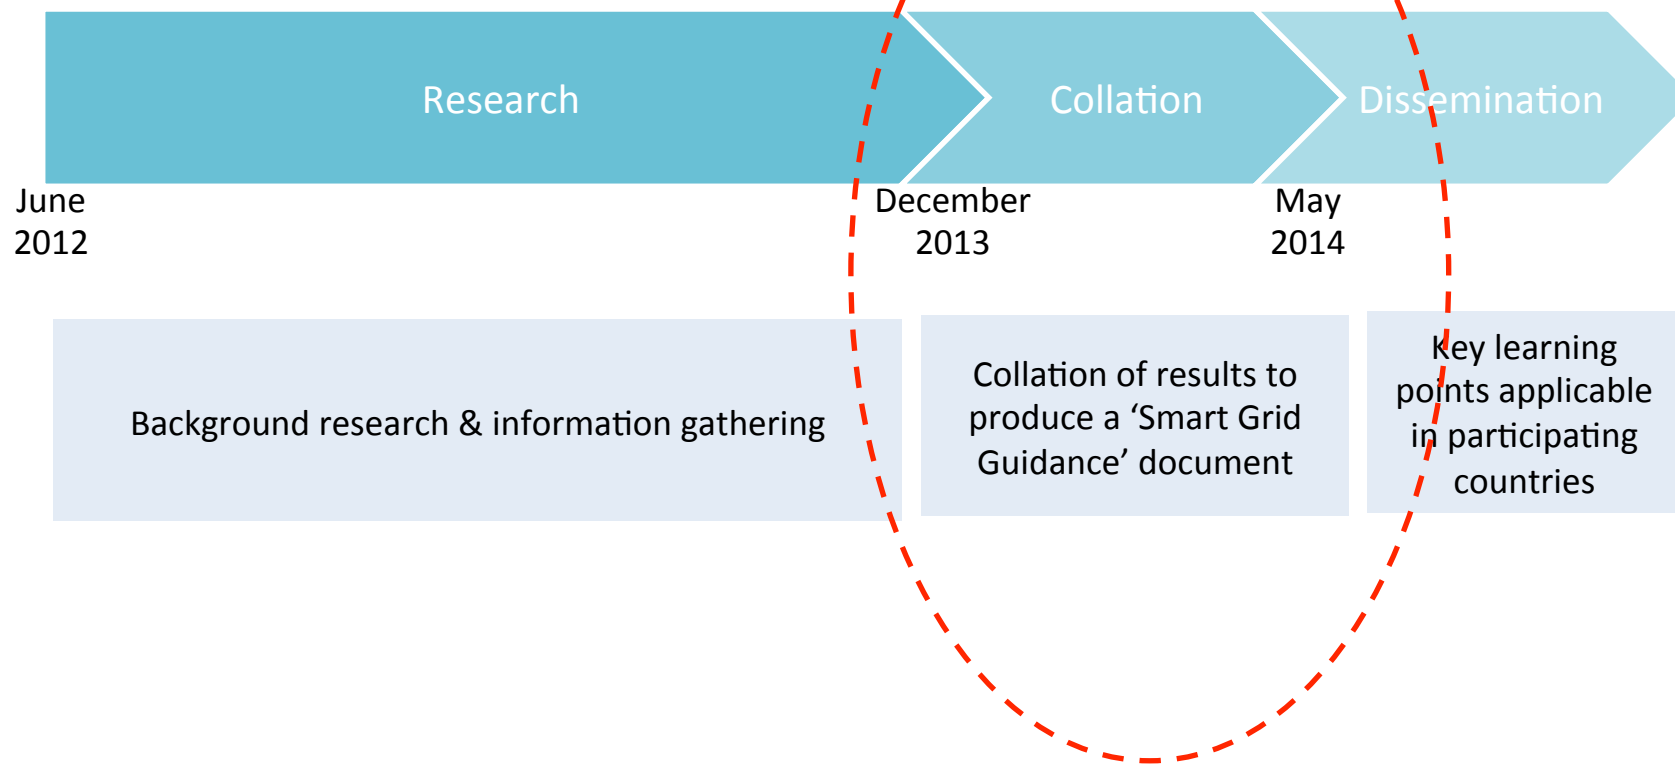 Research
Collation
Dissemination
June
2012
December
2013
May
2014
Background research & information gathering
Collation of results to
produce a ‘Smart Grid
Guidance’ document
Key learning
points applicable
in participating
countries